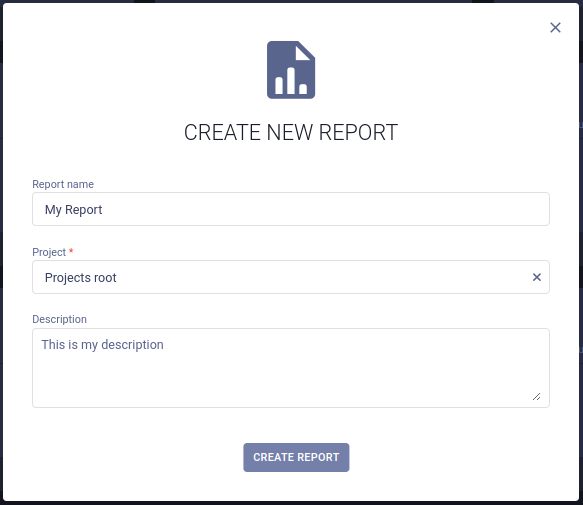 CREATE NEW REPORT
Report name
My Report
Project *
Projects root
Description
This is my description
CREATE REPORT